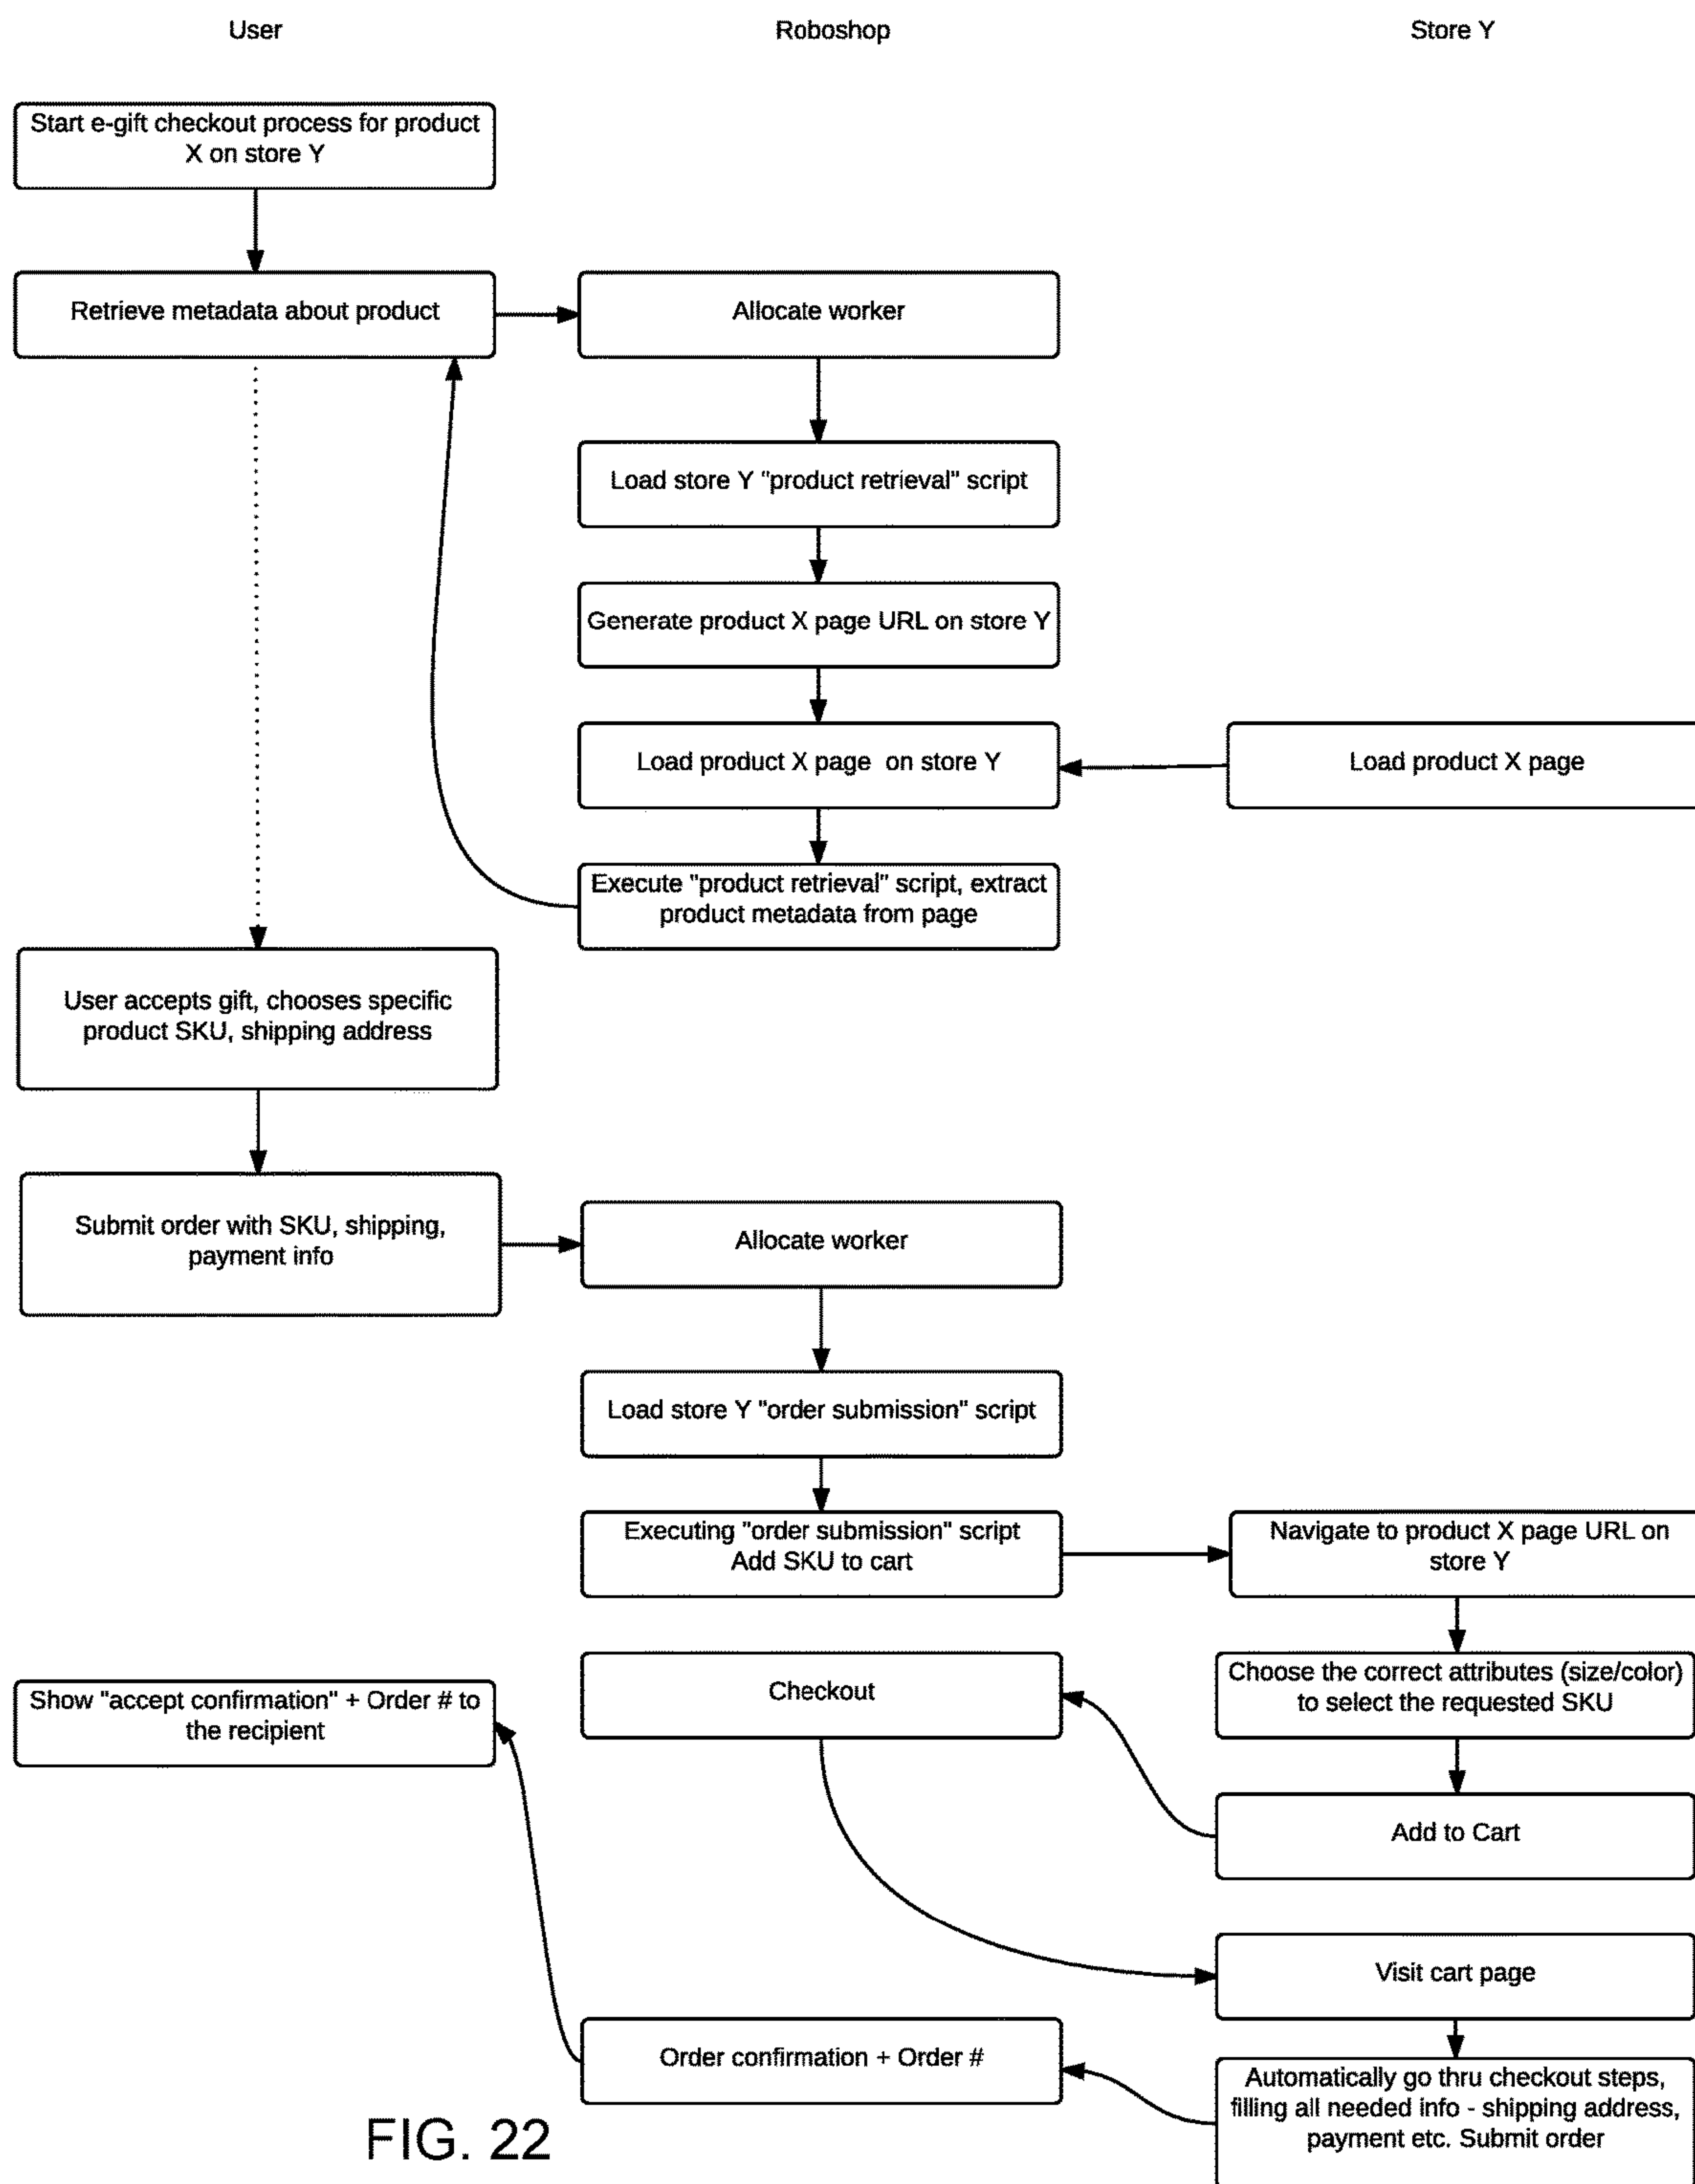 User
Roboshop
Store Y
Start e-gift checkout process for product
X on store Y
Retrieve metadata about product
Allocate worker
Load store Y "product retrieval" script
Generate product X page URL on store Y
Load product X page  on store Y
Load product X page
Execute "product retrieval" script, extract
product metadata from page
User accepts gift, chooses specific
product SKU, shipping address
Submit order with SKU, shipping,
payment info
Allocate worker
Load store Y "order submission" script
Executing "order submission" script
Add SKU to cart
Navigate to product X page URL on
store Y
Checkout
Choose the correct attributes (size/color)
to select the requested SKU
Show "accept confirmation" + Order # to
the recipient
Add to Cart
Visit cart page
Order confirmation + Order #
Automatically go thru checkout steps,
filling all needed info - shipping address,
payment etc. Submit order
FIG. 22